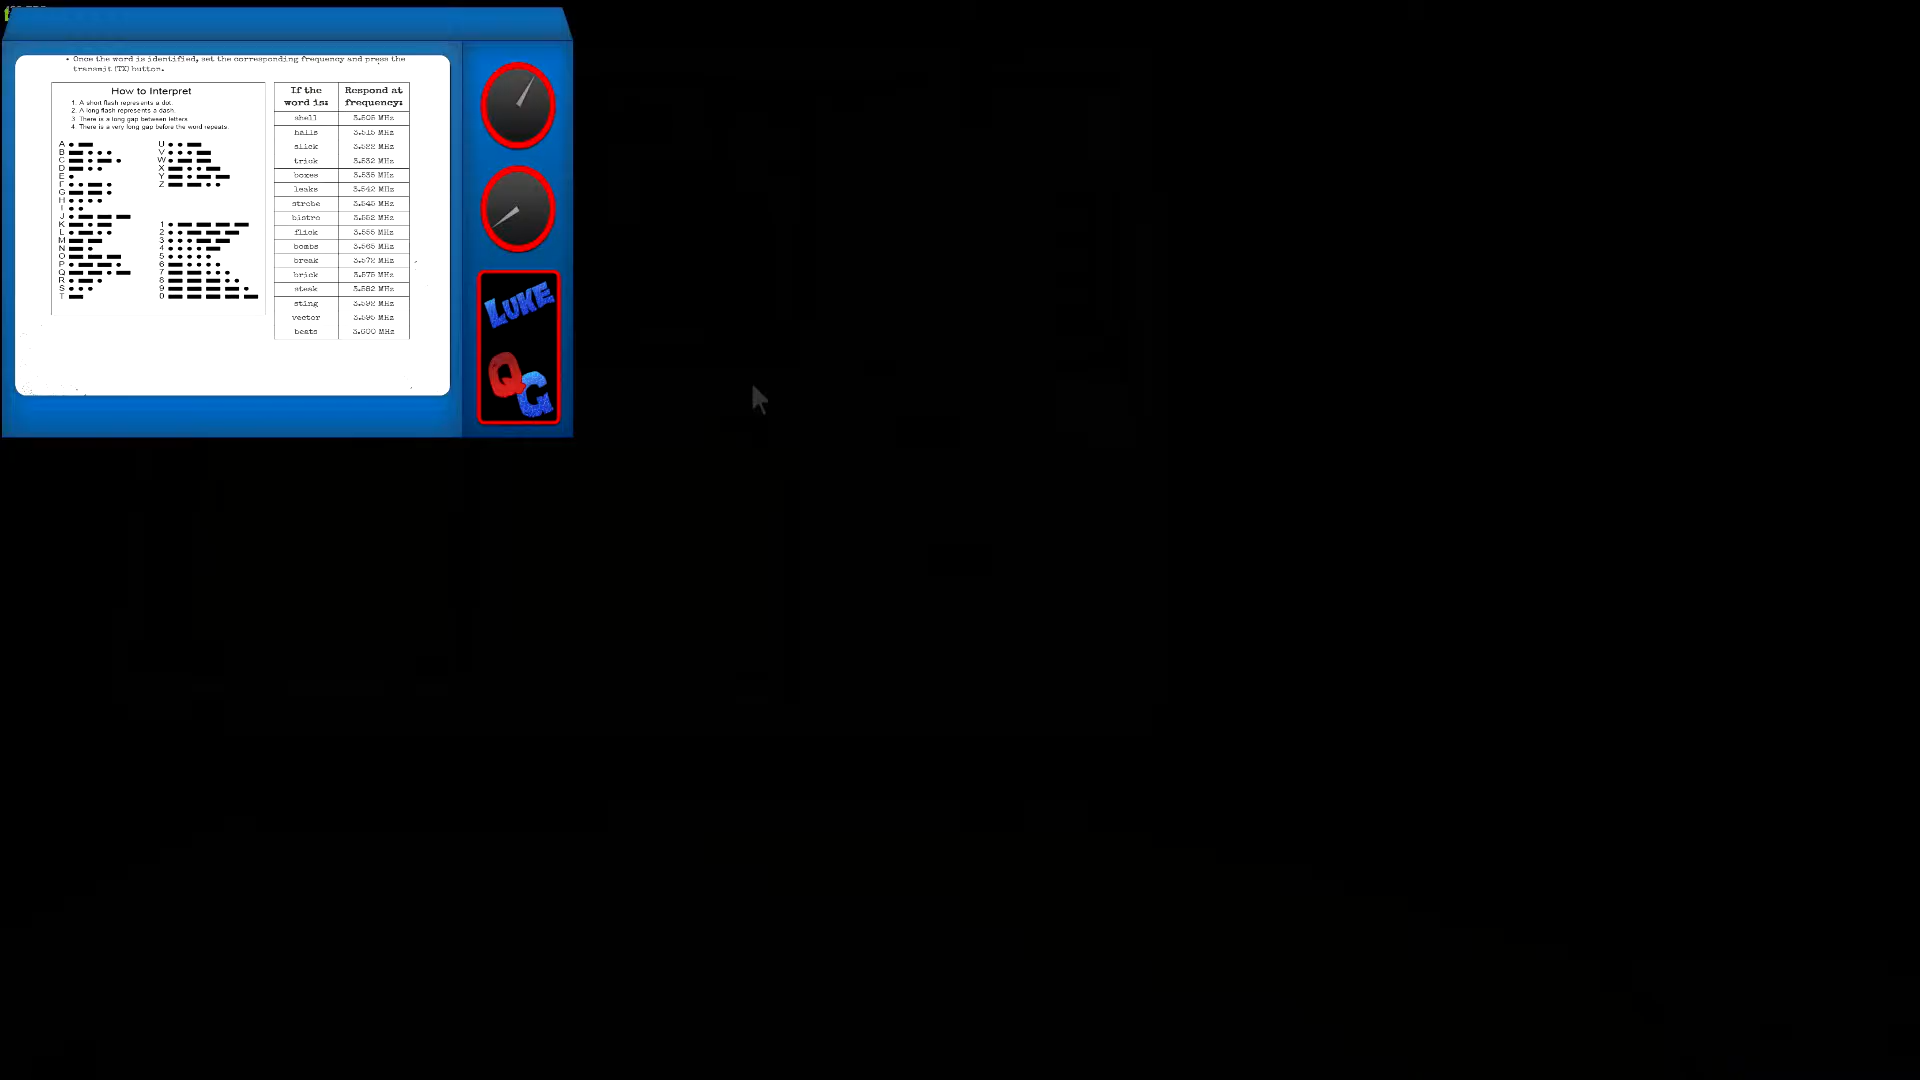 • Once the word is identified, set the corresponding frequency and press the
transmit (TX) button.
How to Interpret
1. A short flash represents a dot.
2. A long flash represents a dash.
3. There is a long gap between letters.
4. There is a very long gap before the word repeats.
A
B
C
D
E
F
G
H
I
J
K
L
M
N
O
P
Q
R
S
T
U
V
W
X
Y
Z
1
2
3
4
5
6
7
8
9
0
If the word is: Respond at frequency:
shell 3.505 MHz
halls 3.515 MHz
slick 3.522 MHz
trick 3.532 MHz
boxes 3.535 MHz
leaks 3.542 MHz
strobe 3.545 MHz
bistro 3.552 MHz
flick 3.555 MHz
bombs 3.565 MHz
break 3.572 MHz
brick 3.575 MHz
steak 3.582 MHz
sting 3.592 MHz
vector 3.595 MHz
beats 3.600 MHz
LUKE
QG